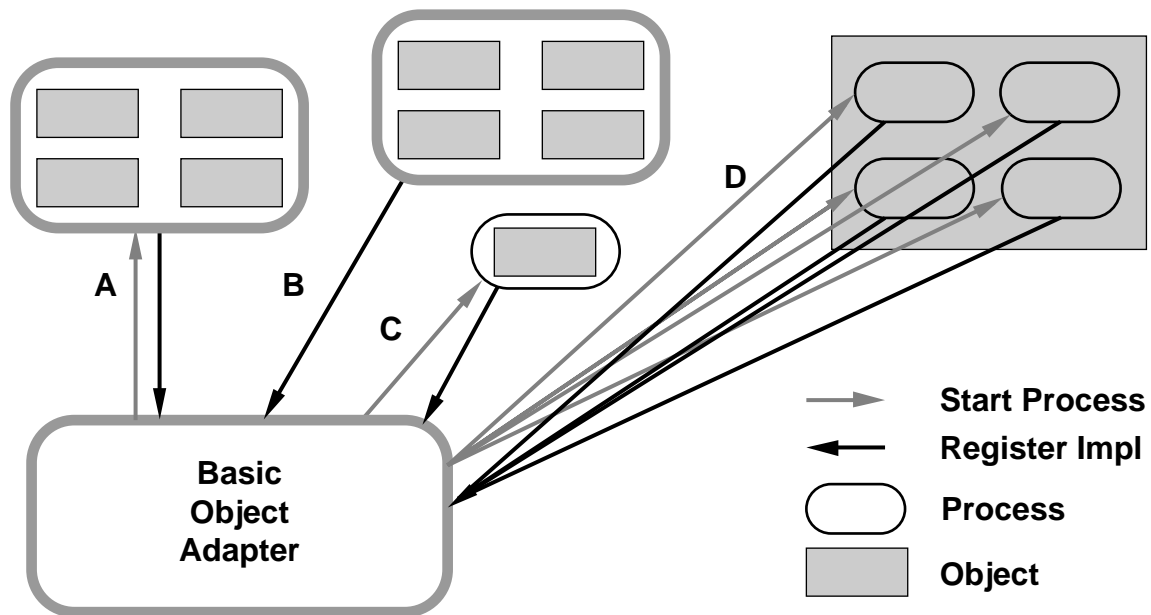 A
B
C
D
Basic
Object
Adapter
Start Process
Register Impl
Process
Object